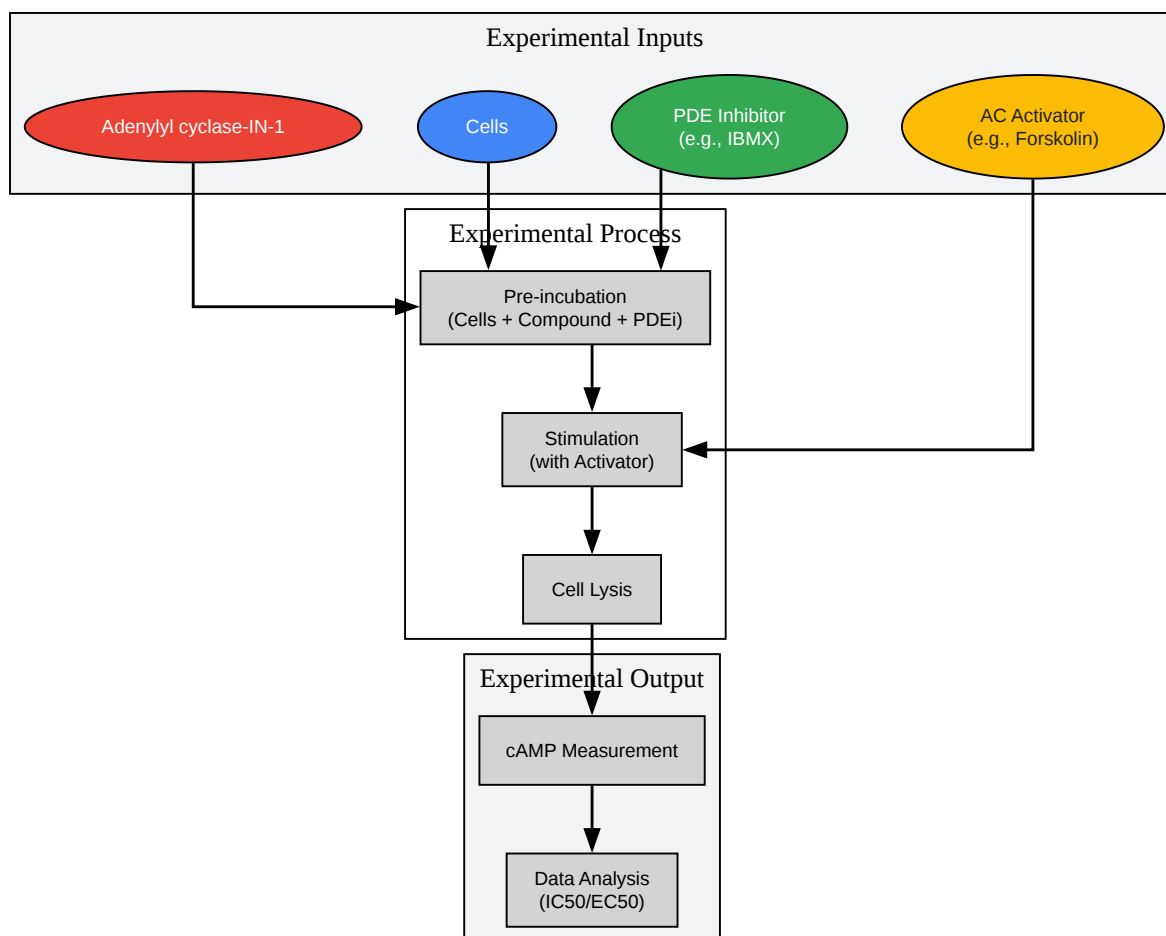 Experimental Inputs
Adenylyl cyclase-IN-1
Cells
PDE Inhibitor
(e.g., IBMX)
AC Activator
(e.g., Forskolin)
Experimental Process
Pre-incubation
(Cells + Compound + PDEi)
Stimulation
(with Activator)
Cell Lysis
Experimental Output
cAMP Measurement
Data Analysis
(IC50/EC50)